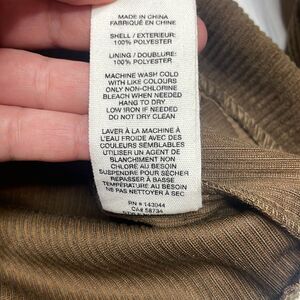 MADE IN CHINA
FABRIQUÉ EN CHINE
SHELL / EXTERIEUR:
100% POLYESTER
LINING / DOUBLURE:
100% POLYESTER
MACHINE WASH COLD
WITH LIKE COLOURS
ONLY NON-CHLORINE
BLEACH WHEN NEEDED
HANG TO DRY
LOW IRON IF NEEDED
DO NOT DRY CLEAN
LAVER À LA MACHINE À
L'EAU FROIDE AVEC DES
COULEURS SEMBLABLES
UTILISER UN AGENT DE
BLANCHIMENT NON
CHLORÉ AU BESOIN
SUSPENDRE POUR SÉCHER
REPASSER À BASSE
TEMPÉRATURE AU BESOIN
NE PAS NETTOYER À SEC
RN # 143044
CA# 58734